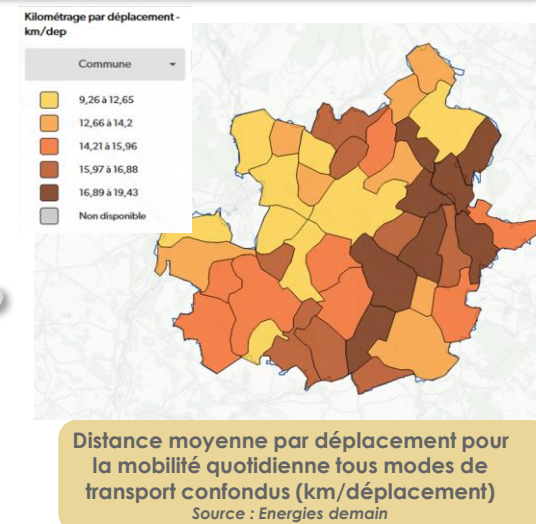 Kilométrage par déplacement -
km/dep
Commune
9,26 à 12,65
12,66 à 14,2
14,21 à 15,96
15,97 à 16,88
16,89 à 19,43
Non disponible
Distance moyenne par déplacement pour
la mobilité quotidienne tous modes de
transport confondus (km/déplacement)
Source : Energies demain